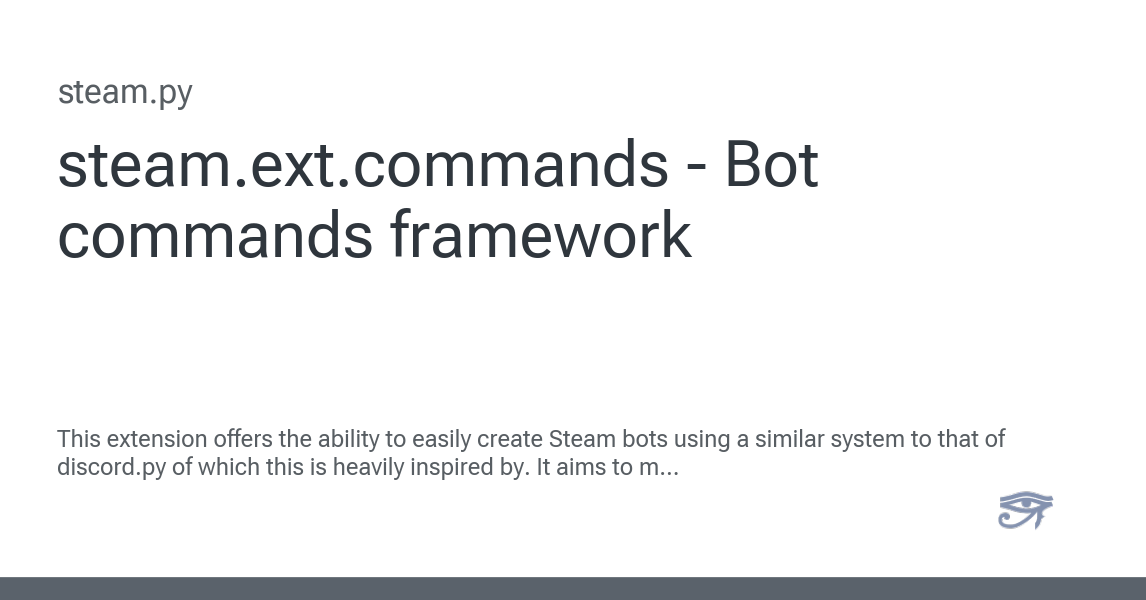 steam.py
steam.ext.commands - Bot
commands framework
This extension offers the ability to easily create Steam bots using a similar system to that of
discord.py of which this is heavily inspired by. It aims to m...